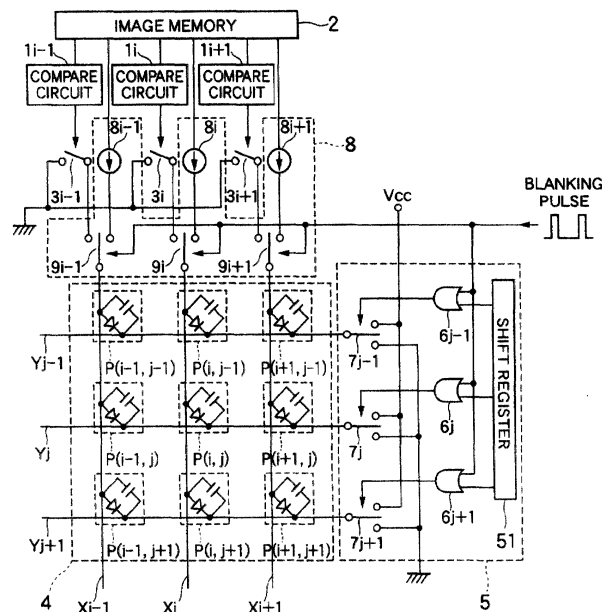 IMAGE MEMORY
2
1i-1
1i
1i+1
COMPARE CIRCUIT
COMPARE CIRCUIT
COMPARE CIRCUIT
8i-1
8i
8i+1
8
3i-1
3i
3i+1
Vcc
BLANKING PULSE
9i-1
9i
9i+1
6j-1
SHIFT REGISTER
Yj-1
P(i-1, j-1)
P(i, j-1)
P(i+1, j-1)
7j-1
6j
Yj
P(i-1, j)
P(i, j)
P(i+1, j)
7j
6j+1
Yj+1
P(i-1, j+1)
P(i, j+1)
P(i+1, j+1)
7j+1
51
4
Xi-1
Xi
Xi+1
5